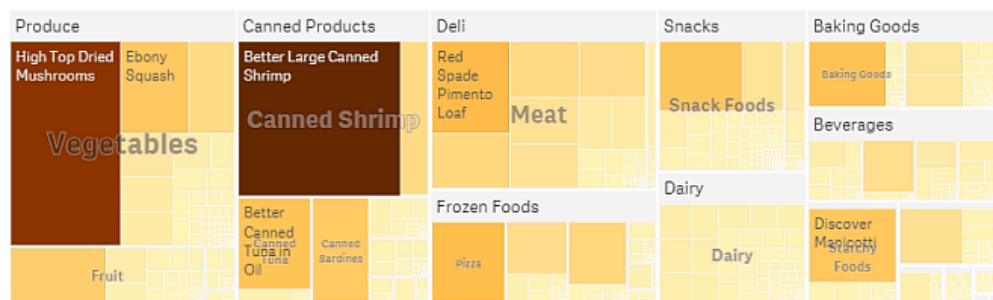 Produce
High Top Dried
Mushrooms
Ebony
Squash
Vegetables
Fruit
Canned Products
Better Large Canned
Shrimp
Canned Shrimp
Better
Canned
Tuna in
Oil
Canned
Tuna
Canned
Sardines
Deli
Red
Spade
Pimento
Loaf
Meat
Frozen Foods
Pizza
Snacks
Snack Foods
Dairy
Dairy
Baking Goods
Baking Goods
Beverages
Discover
Manicotti
Starchy
Foods